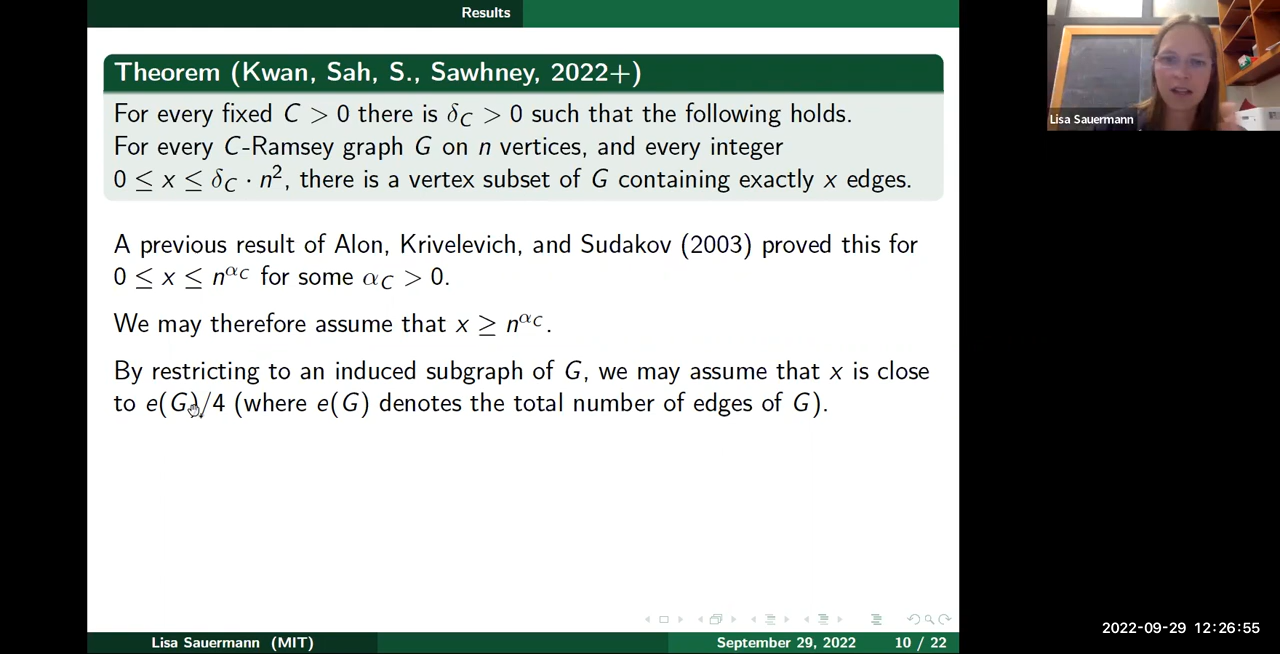 Results
Theorem (Kwan, Sah, S., Sawhney, 2022+)
For every fixed C > 0 there is δ_C > 0 such that the following holds.
For every C-Ramsey graph G on n vertices, and every integer
0 ≤ x ≤ δ_C · n², there is a vertex subset of G containing exactly x edges.
A previous result of Alon, Krivelevich, and Sudakov (2003) proved this for
0 ≤ x ≤ n^{α_C} for some α_C > 0.
We may therefore assume that x ≥ n^{α_C}.
By restricting to an induced subgraph of G, we may assume that x is close
to e(G)/4 (where e(G) denotes the total number of edges of G).
Lisa Sauermann (MIT)
September 29, 2022
10 / 22
Lisa Sauermann
2022-09-29 12:26:55